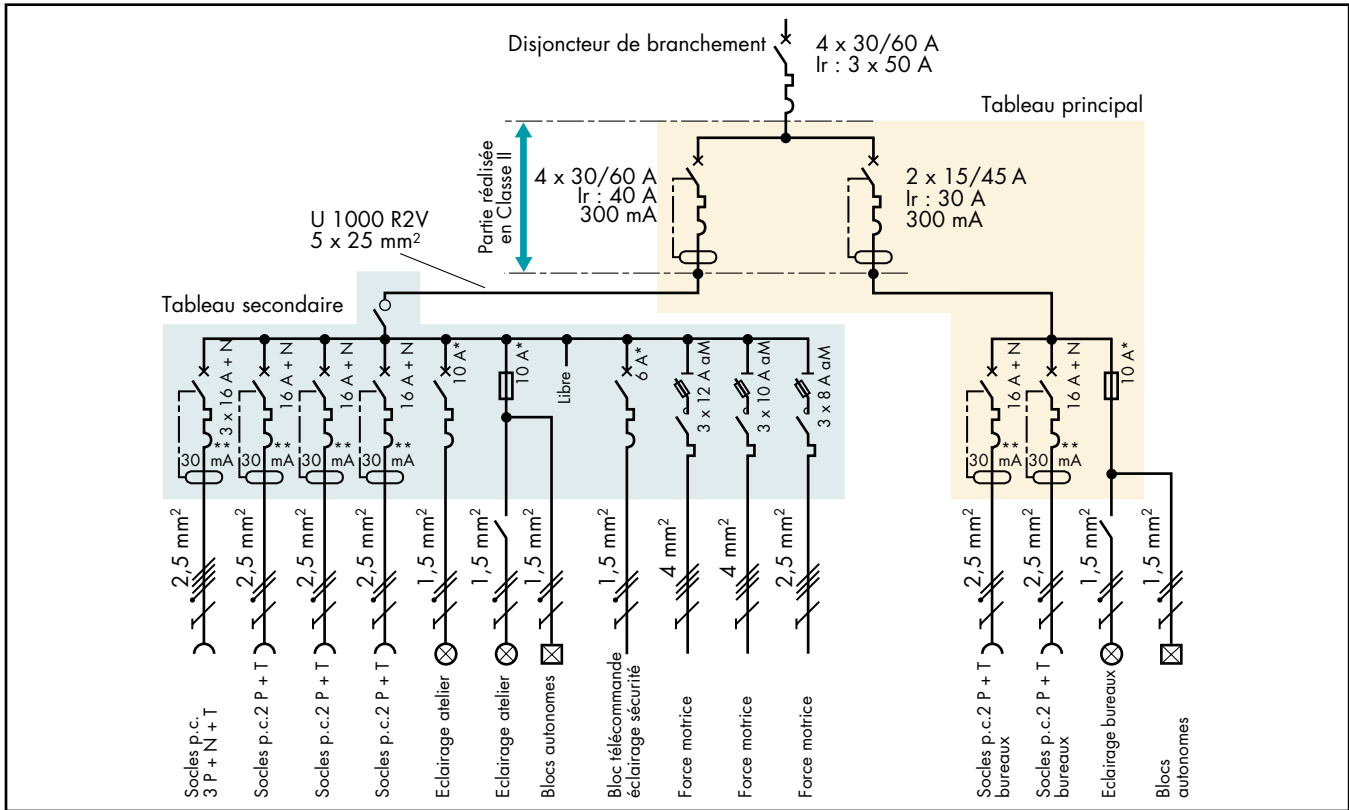 Disjoncteur de branchement
4 x 30/60 A
Ir : 3 x 50 A
Tableau principal
Partie réalisée
en Classe II
4 x 30/60 A
Ir : 40 A
300 mA
2 x 15/45 A
Ir : 30 A
300 mA
U 1000 R2V
5 x 25 mm²
Tableau secondaire
3 x 16 A + N
16 A + N
16 A + N
16 A + N
10 A*
10 A*
Libre
6 A*
3 x 12 A aM
3 x 10 A aM
3 x 8 A aM
16 A + N
16 A + N
10 A*
30 mA**
30 mA**
30 mA**
30 mA**
30 mA**
30 mA**
2,5 mm²
2,5 mm²
2,5 mm²
2,5 mm²
1,5 mm²
1,5 mm²
1,5 mm²
1,5 mm²
4 mm²
4 mm²
2,5 mm²
2,5 mm²
2,5 mm²
1,5 mm²
1,5 mm²
Socles p.c.
3 P + N + T
Socles p.c.2 P + T
Socles p.c.2 P + T
Socles p.c.2 P + T
Eclairage atelier
Eclairage atelier
Blocs autonomes
Bloc télécommande
éclairage sécurité
Force motrice
Force motrice
Force motrice
Socles p.c.2 P + T
bureaux
Socles p.c.2 P + T
bureaux
Eclairage bureaux
Blocs
autonomes